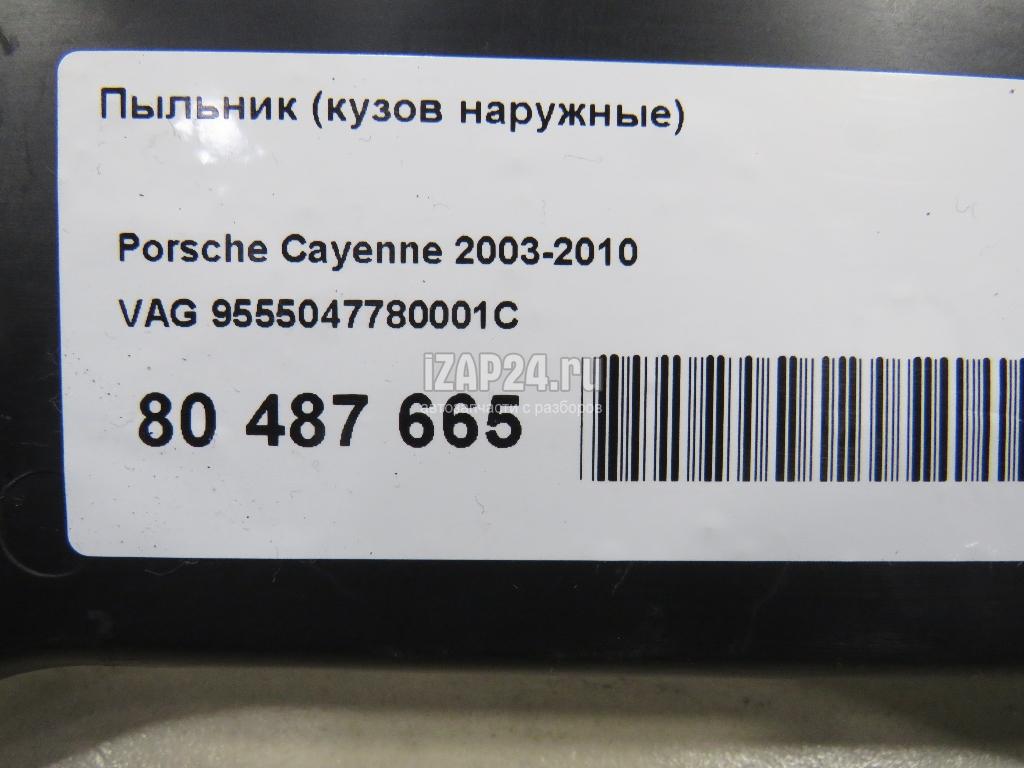 Пыльник (кузов наружные)
Porsche Cayenne 2003-2010
VAG 9555047780001C
iZAP24.ru
автозапчасти с разборов
80 487 665